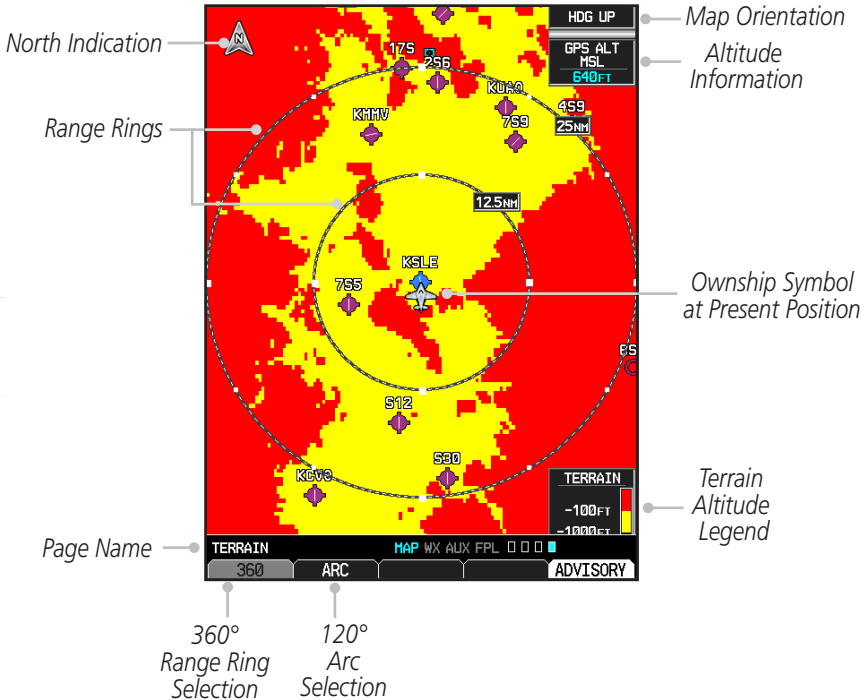 HDG UP
Map Orientation
North Indication
GPS ALT
MSL
640FT
Altitude
Information
17S
2S6
KUAO
4S9
Range Rings
KMMV
7S9
25NM
12.5NM
KSLE
7S5
Ownship Symbol
at Present Position
S12
S30
KCVO
TERRAIN
-100FT
-1000FT
Terrain
Altitude
Legend
Page Name
TERRAIN
MAP WX AUX FPL
360
ARC
ADVISORY
360°
Range Ring
Selection
120°
Arc
Selection